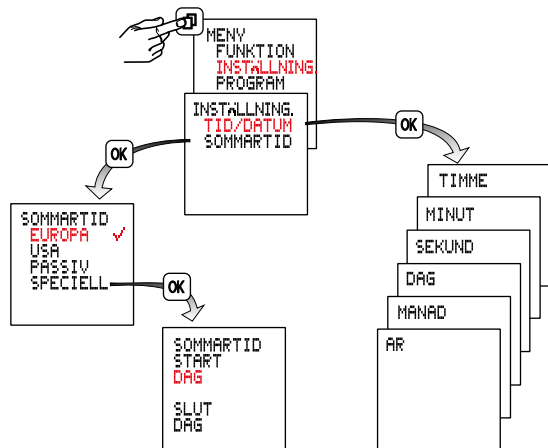 MENY
FUNKTION
INSTÄLLNING.
PROGRAM
INSTÄLLNING.
TID/DATUM
SOMMARTID
OK
OK
TIMME
MINUT
SEKUND
DAG
MANAD
AR
SOMMARTID
EUROPA ✓
USA
PASSIV
SPECIELL
OK
SOMMARTID
START
DAG
SLUT
DAG